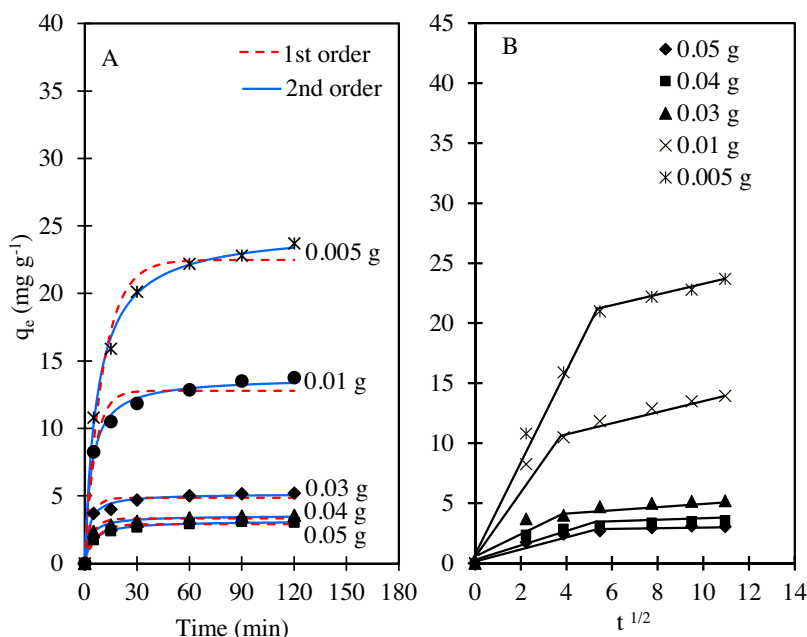 A
1st order
2nd order
40
35
30
25
20
15
10
5
0
qe (mg g-1)
0.005 g
0.01 g
0.03 g
0.04 g
0.05 g
0 30 60 90 120 150 180
Time (min)
B
0.05 g
0.04 g
0.03 g
0.01 g
0.005 g
45
40
35
30
25
20
15
10
5
0
0 2 4 6 8 10 12 14
t 1/2